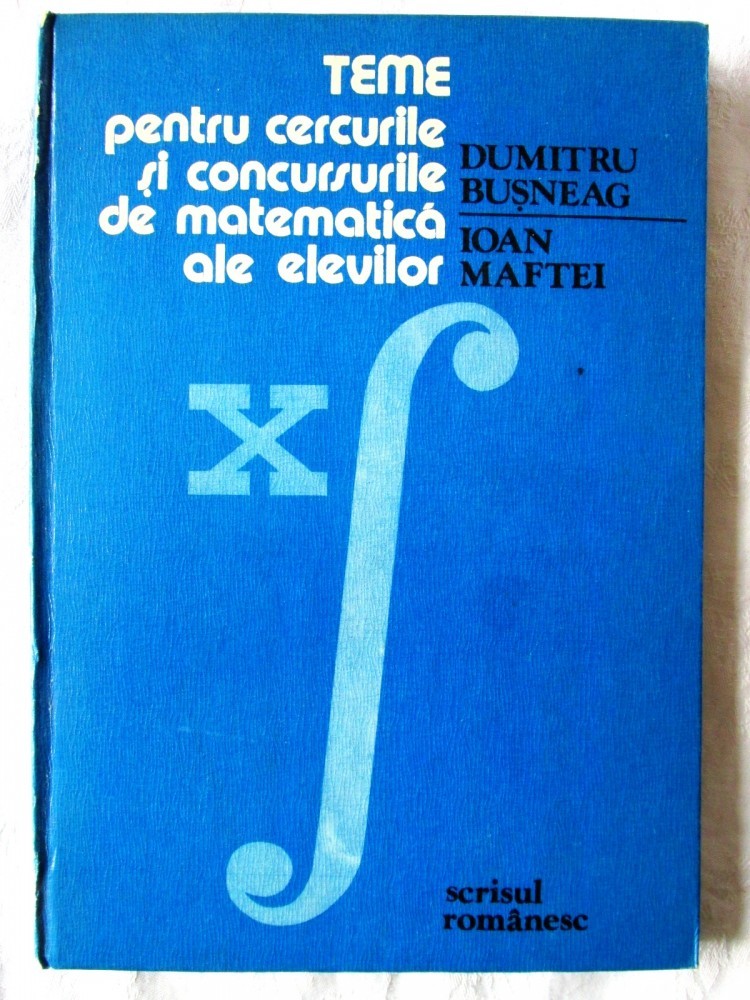 TEME
pentru cercurile
și concursurile
de matematică
ale elevilor
DUMITRU
BUȘNEAG
IOAN
MAFTEI
x∫
scrisul
românesc